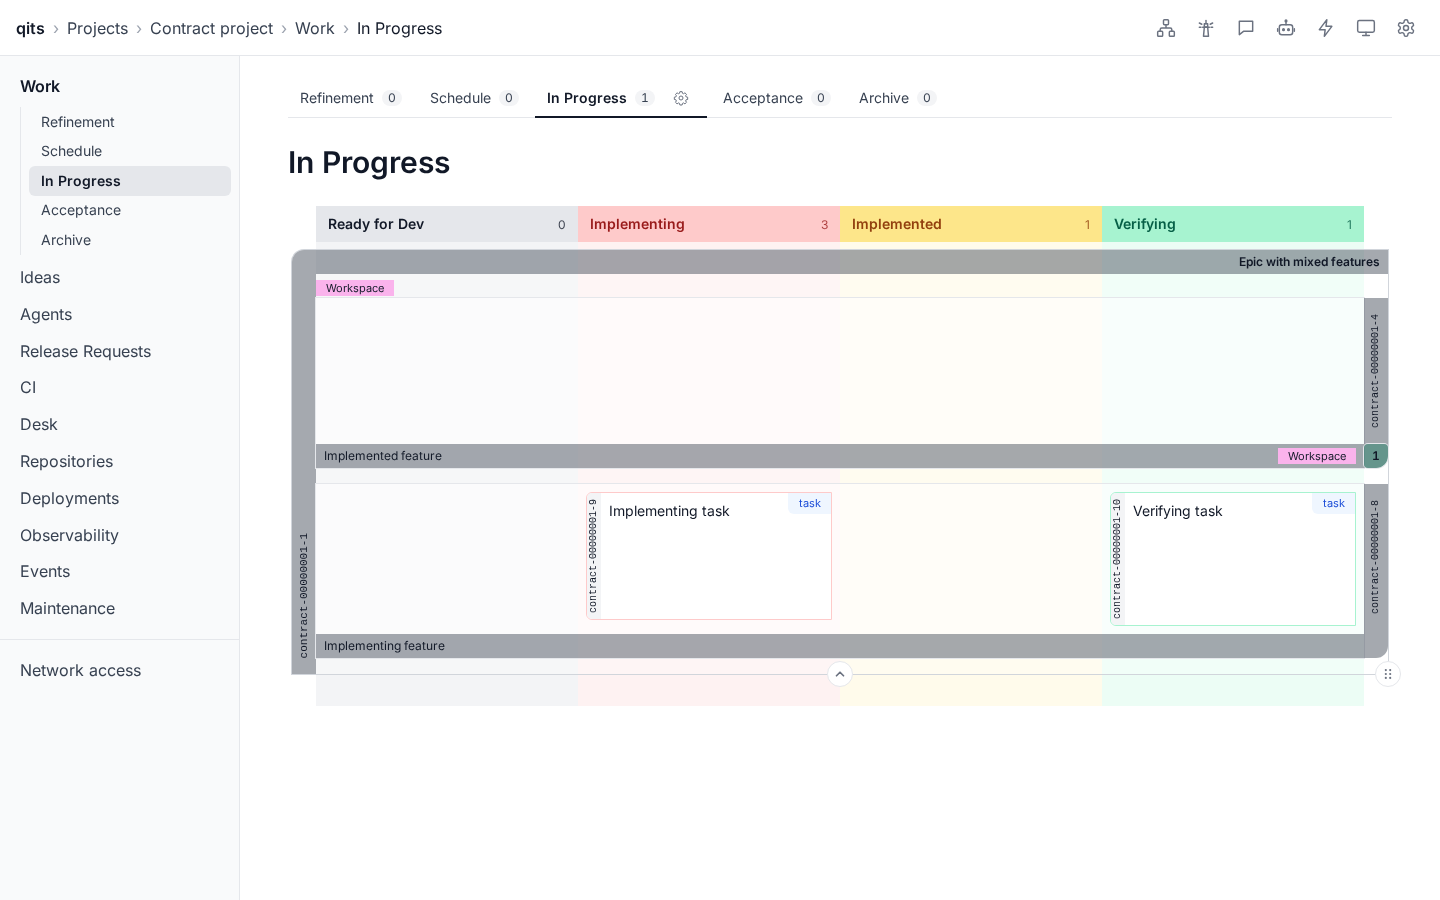 qits › Projects › Contract project › Work › In Progress
Work
Refinement
Schedule
In Progress
Acceptance
Archive
Ideas
Agents
Release Requests
CI
Desk
Repositories
Deployments
Observability
Events
Maintenance
Network access
Refinement 0 Schedule 0 In Progress 1 Acceptance 0 Archive 0
In Progress
Ready for Dev 0 Implementing 3 Implemented 1 Verifying 1
Epic with mixed features
Workspace
contract-00000001-4
Implemented feature Workspace 1
contract-00000001-1
contract-00000001-9
Implementing task task
contract-00000001-10
Verifying task task
contract-00000001-8
Implementing feature